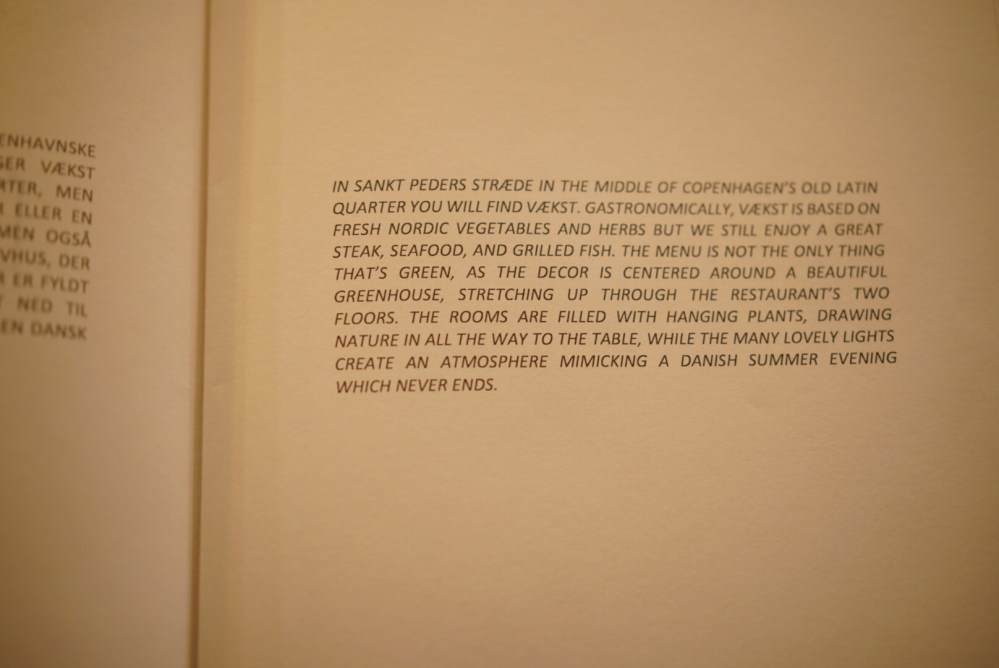 VÆKST
MEN
ELLER EN
MEN OGSÅ
DER
ER FYLDT
NED TIL
EN DANSK
IN SANKT PEDERS STRÆDE IN THE MIDDLE OF COPENHAGEN'S OLD LATIN
QUARTER YOU WILL FIND VÆKST. GASTRONOMICALLY, VÆKST IS BASED ON
FRESH NORDIC VEGETABLES AND HERBS BUT WE STILL ENJOY A GREAT
STEAK, SEAFOOD, AND GRILLED FISH. THE MENU IS NOT THE ONLY THING
THAT'S GREEN, AS THE DECOR IS CENTERED AROUND A BEAUTIFUL
GREENHOUSE, STRETCHING UP THROUGH THE RESTAURANT'S TWO
FLOORS. THE ROOMS ARE FILLED WITH HANGING PLANTS, DRAWING
NATURE IN ALL THE WAY TO THE TABLE, WHILE THE MANY LOVELY LIGHTS
CREATE AN ATMOSPHERE MIMICKING A DANISH SUMMER EVENING
WHICH NEVER ENDS.